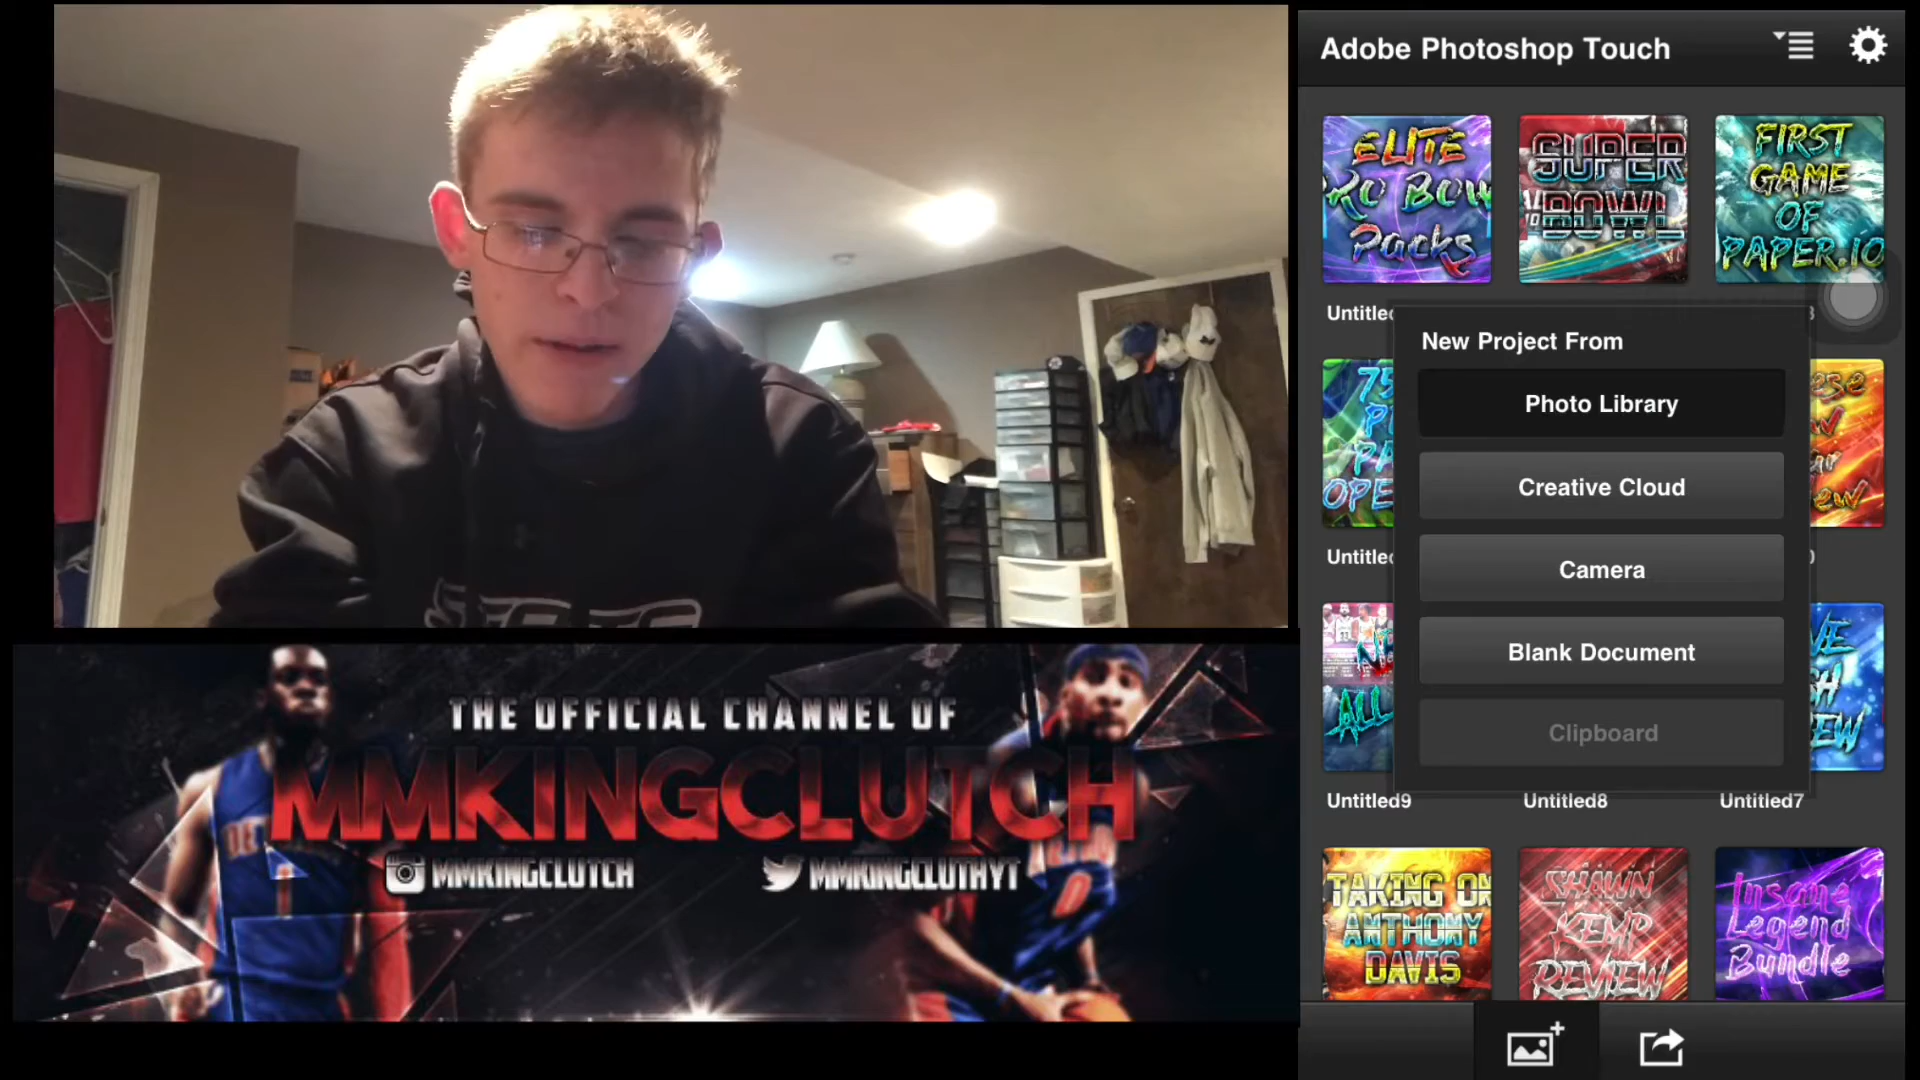 Adobe Photoshop Touch
ELITE
RO BOW
Packs
SUPER
BOWL
FIRST
GAME
OF
PAPER.IO
New Project From
Photo Library
Creative Cloud
Camera
Blank Document
Clipboard
Untitled9
Untitled8
Untitled7
TAKING ON
ANTHONY
DAVIS
SHAWN
KEMP
REVIEW
Insane
Legend
Bundle
THE OFFICIAL CHANNEL OF
MMKINGCLUTCH
MMKINGCLUTCH
MMKINGCLUTHYT